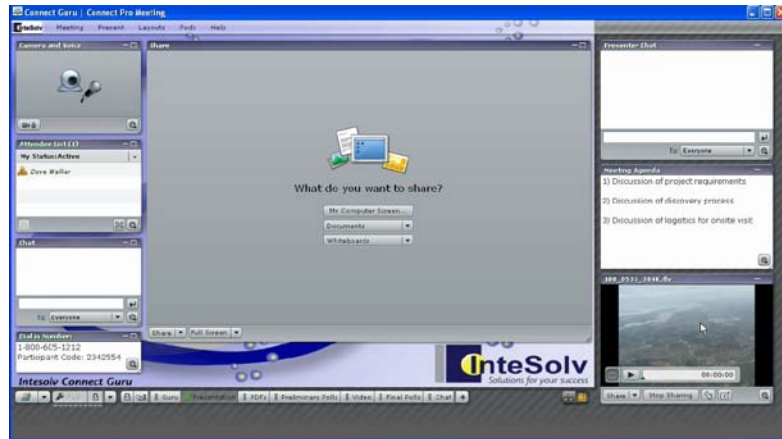 Connect Guru | Connect Pro Meeting
InteSolv Meeting Present Layouts Pods Help
Camera and Voice
Attendee List (1)
My Status:Active
Dave Walker
Chat
To Everyone
Dial in Number:
1-800-605-1212
Participant Code: 2342554
Intesolv Connect Guru
Share
What do you want to share?
My Computer Screen...
Documents
Whiteboards
Share Full Screen
InteSolv
Solutions for your success
Presenter Chat
To Everyone
Meeting Agenda
1) Discussion of project requirements
2) Discussion of discovery process
3) Discussion of logistics for onsite visit
00:00:00
Share Stop Sharing
Guru Presentation PDFs Preliminary Polls Video Final Polls Chat